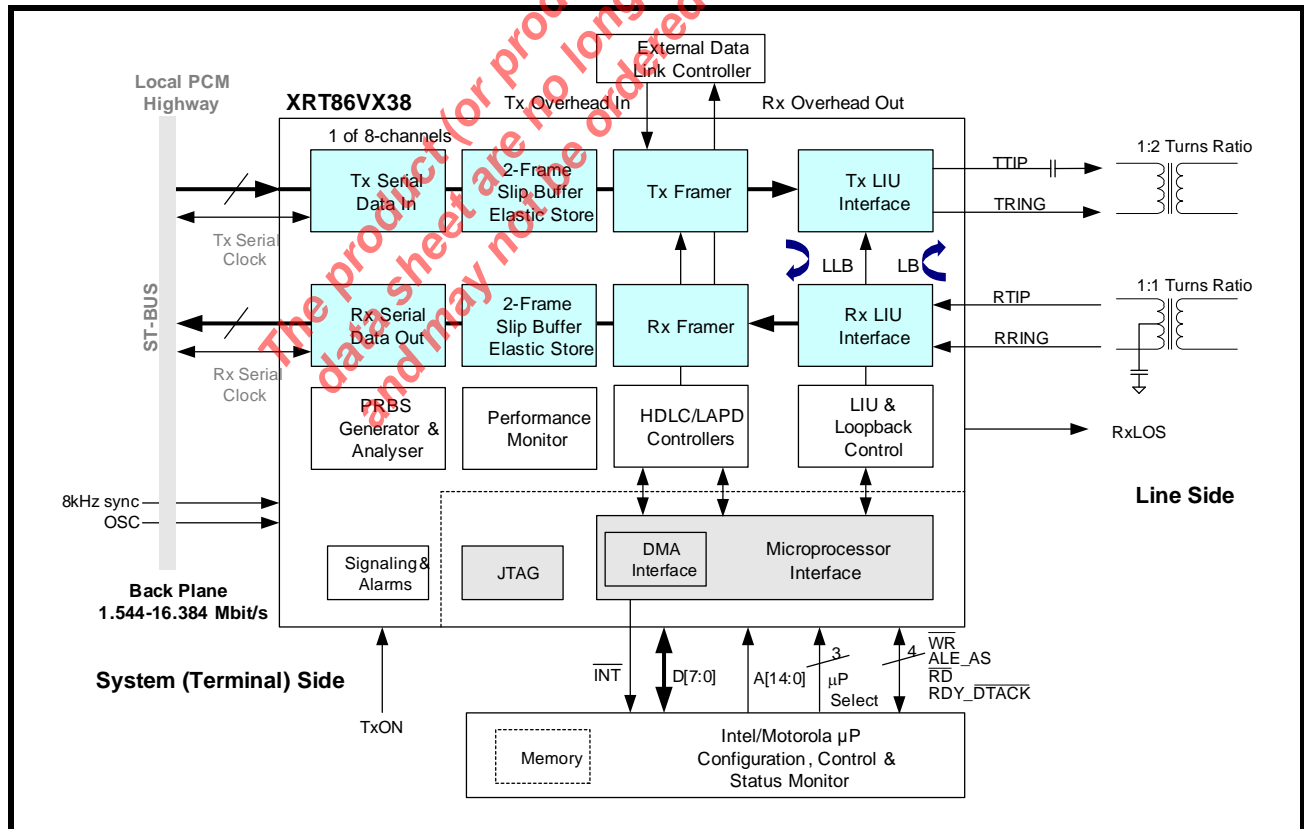 The product (or prod
data sheet are no long
and may not be ordered
External Data
Link Controller
Local PCM
Highway
XRT86VX38
Tx Overhead In
Rx Overhead Out
1 of 8-channels
Tx Serial
Data In
2-Frame
Slip Buffer
Elastic Store
Tx Framer
Tx LIU
Interface
TTIP
TRING
1:2 Turns Ratio
Tx Serial
Clock
LLB
LB
ST-BUS
Rx Serial
Data Out
2-Frame
Slip Buffer
Elastic Store
Rx Framer
Rx LIU
Interface
RTIP
RRING
1:1 Turns Ratio
Rx Serial
Clock
PRBS
Generator &
Analyser
Performance
Monitor
HDLC/LAPD
Controllers
LIU &
Loopback
Control
RxLOS
8kHz sync
OSC
Line Side
Signaling &
Alarms
JTAG
DMA
Interface
Microprocessor
Interface
Back Plane
1.544-16.384 Mbit/s
System (Terminal) Side
TxON
INT
D[7:0]
A[14:0]
3
µP
Select
4
WR
ALE_AS
RD
RDY_DTACK
Memory
Intel/Motorola µP
Configuration, Control &
Status Monitor